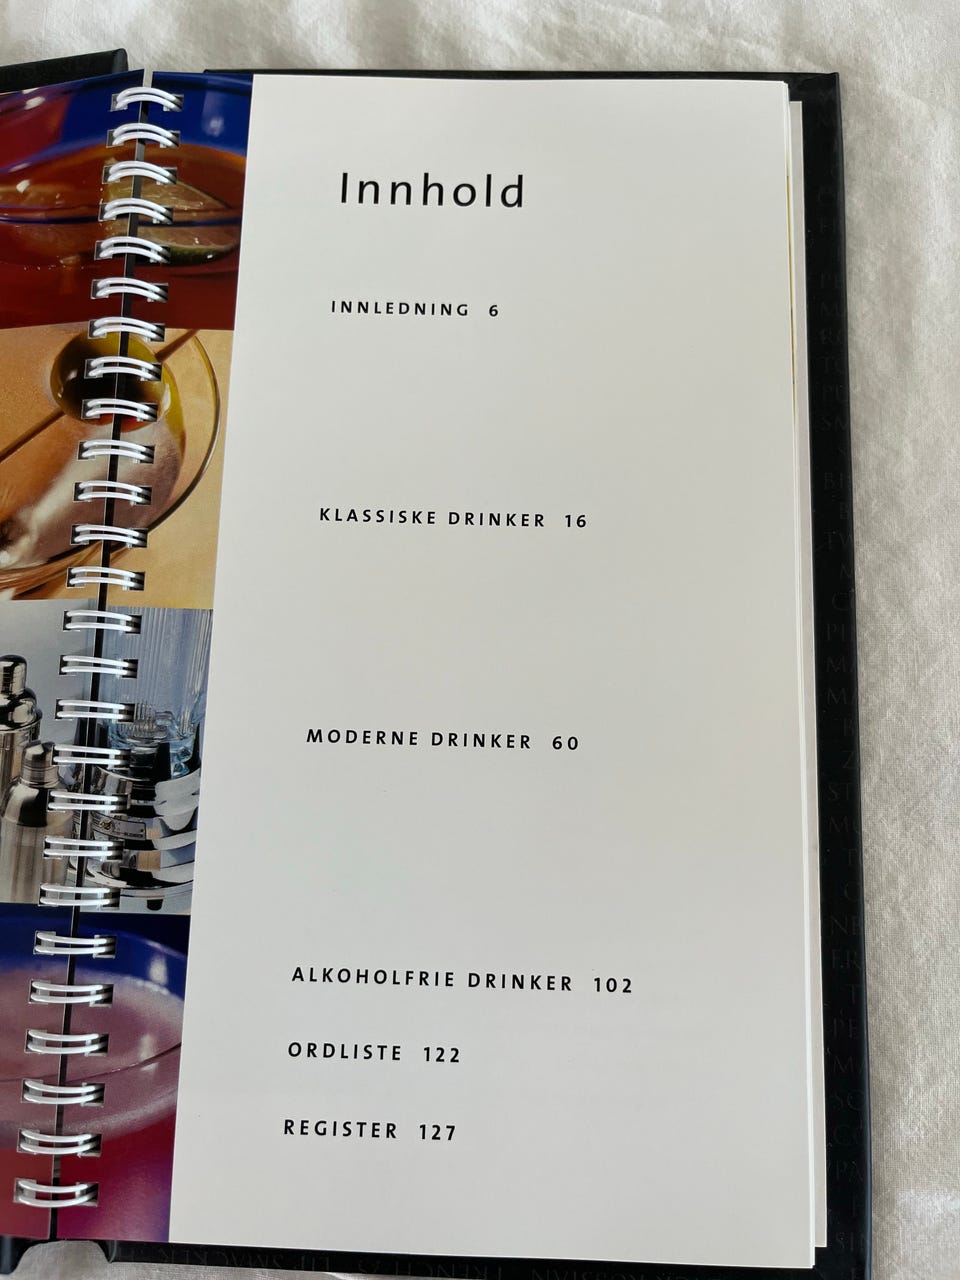 Innhold
INNLEDNING 6
KLASSISKE DRINKER 16
MODERNE DRINKER 60
ALKOHOLFRIE DRINKER 102
ORDLISTE 122
REGISTER 127